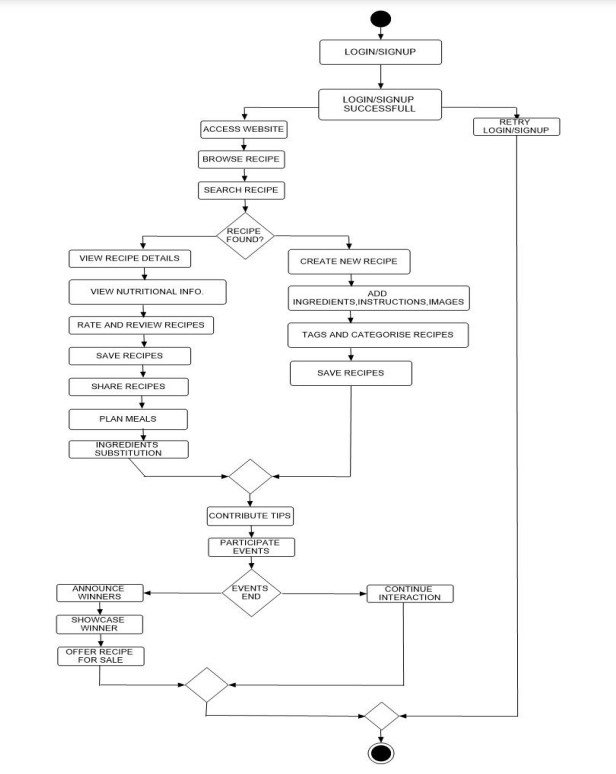 LOGIN/SIGNUP
LOGIN/SIGNUP
SUCCESSFULL
RETRY
LOGIN/SIGNUP
ACCESS WEBSITE
BROWSE RECIPE
SEARCH RECIPE
RECIPE
FOUND?
VIEW RECIPE DETAILS
VIEW NUTRITIONAL INFO.
RATE AND REVIEW RECIPES
SAVE RECIPES
SHARE RECIPES
PLAN MEALS
INGREDIENTS
SUBSTITUTION
CREATE NEW RECIPE
ADD
INGREDIENTS,INSTRUCTIONS,IMAGES
TAGS AND CATEGORISE RECIPES
SAVE RECIPES
CONTRIBUTE TIPS
PARTICIPATE
EVENTS
EVENTS
END
ANNOUNCE
WINNERS
SHOWCASE
WINNER
OFFER RECIPE
FOR SALE
CONTINUE
INTERACTION